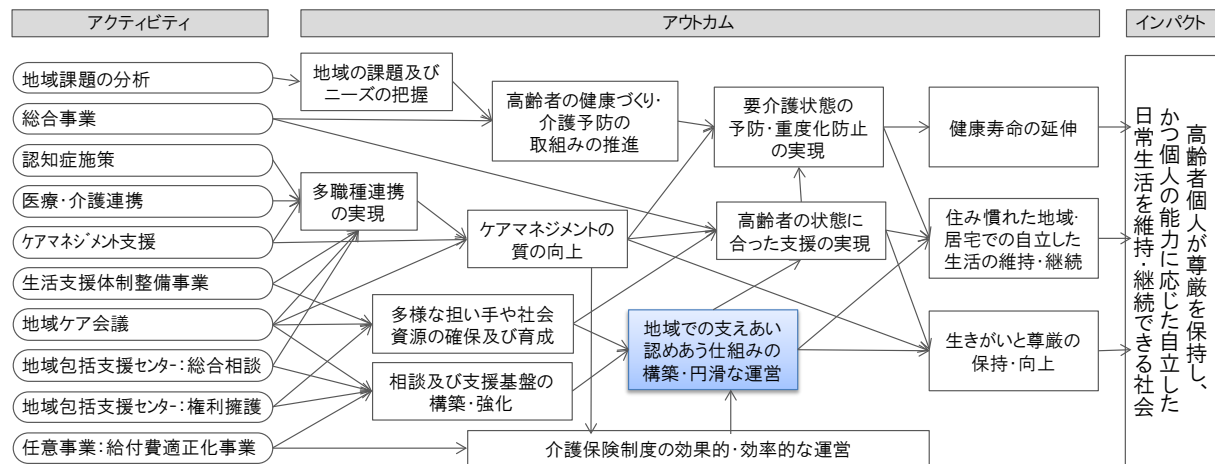 アクティビティ
アウトカム
インパクト
地域課題の分析
総合事業
認知症施策
医療・介護連携
ケアマネジメント支援
生活支援体制整備事業
地域ケア会議
地域包括支援センター：総合相談
地域包括支援センター：権利擁護
任意事業：給付費適正化事業
地域の課題及び
ニーズの把握
多職種連携
の実現
高齢者の健康づくり・
介護予防の
取組みの推進
ケアマネジメントの
質の向上
多様な担い手や社会
資源の確保及び育成
相談及び支援基盤の
構築・強化
要介護状態の
予防・重度化防止
の実現
高齢者の状態に
合った支援の実現
地域での支えあい
認めあう仕組みの
構築・円滑な運営
介護保険制度の効果的・効率的な運営
健康寿命の延伸
住み慣れた地域・
居宅での自立した
生活の維持・継続
生きがいと尊厳の
保持・向上
高齢者個人が尊厳を保持し、
かつ個人の能力に応じた自立した
日常生活を維持・継続できる社会